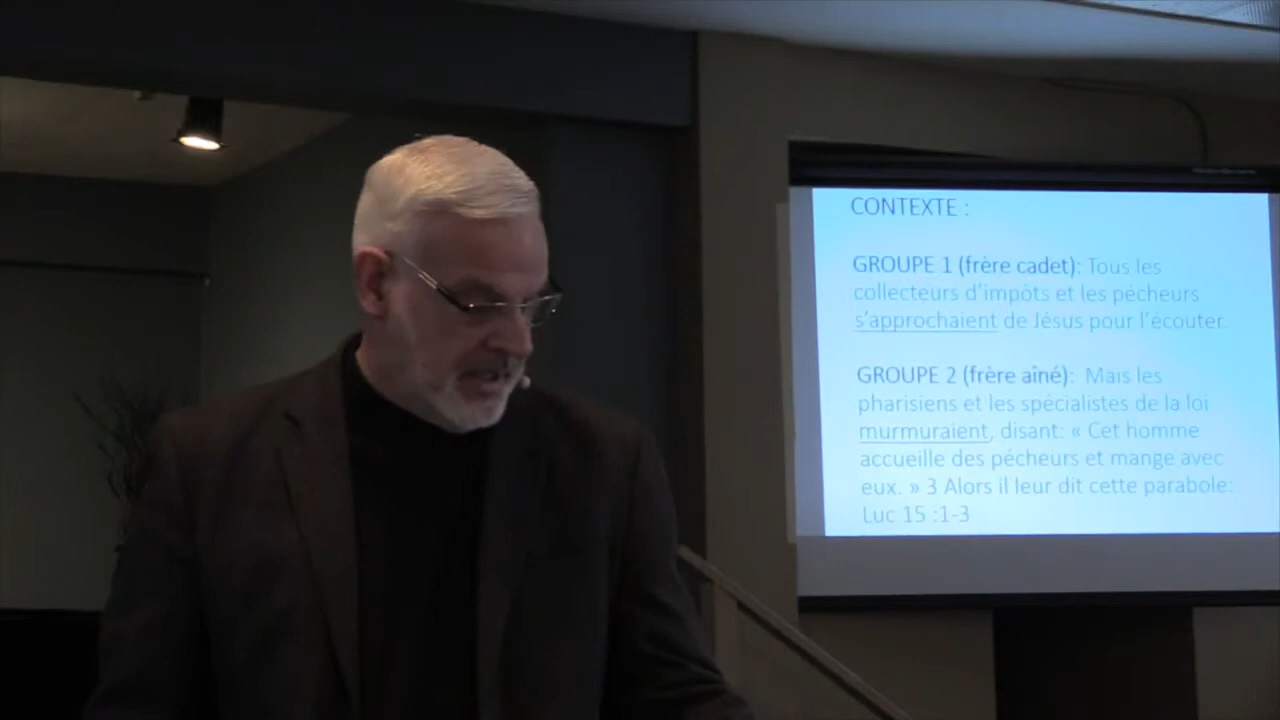 CONTEXTE :
GROUPE 1 (frère cadet): Tous les
collecteurs d'impôts et les pécheurs
s'approchaient de Jésus pour l'écouter.
GROUPE 2 (frère aîné): Mais les
pharisiens et les spécialistes de la loi
murmuraient, disant: « Cet homme
accueille des pécheurs et mange avec
eux. » 3 Alors il leur dit cette parabole:
Luc 15 :1-3